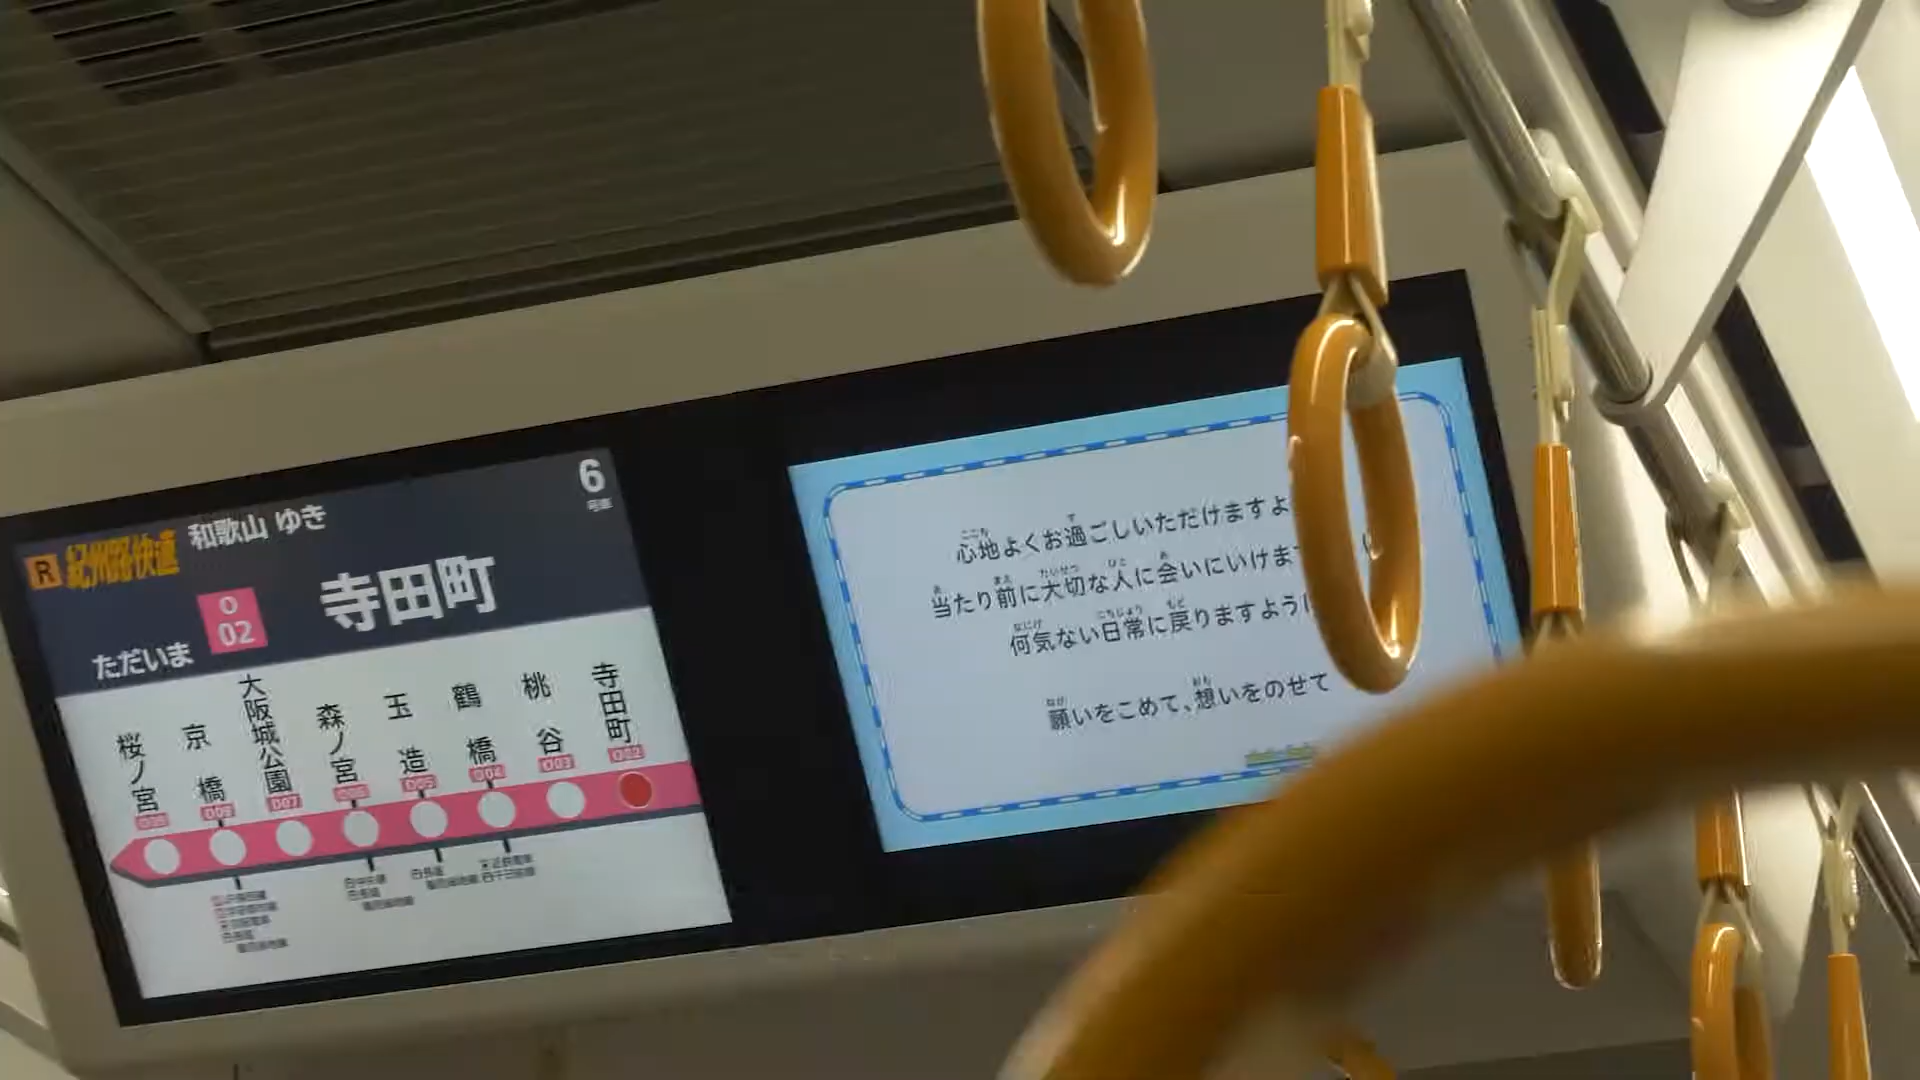 6
号車
R 紀州路快速 和歌山 ゆき
O
02
寺田町
ただいま
桜ノ宮
京橋
大阪城公園
森ノ宮
玉造
鶴橋
桃谷
寺田町
O08
O07
O06
O05
O04
O03
O02
心地よくお過ごしいただけますよ
当たり前に大切な人に会いにいけま
何気ない日常に戻りますように
願いをこめて、想いをのせて